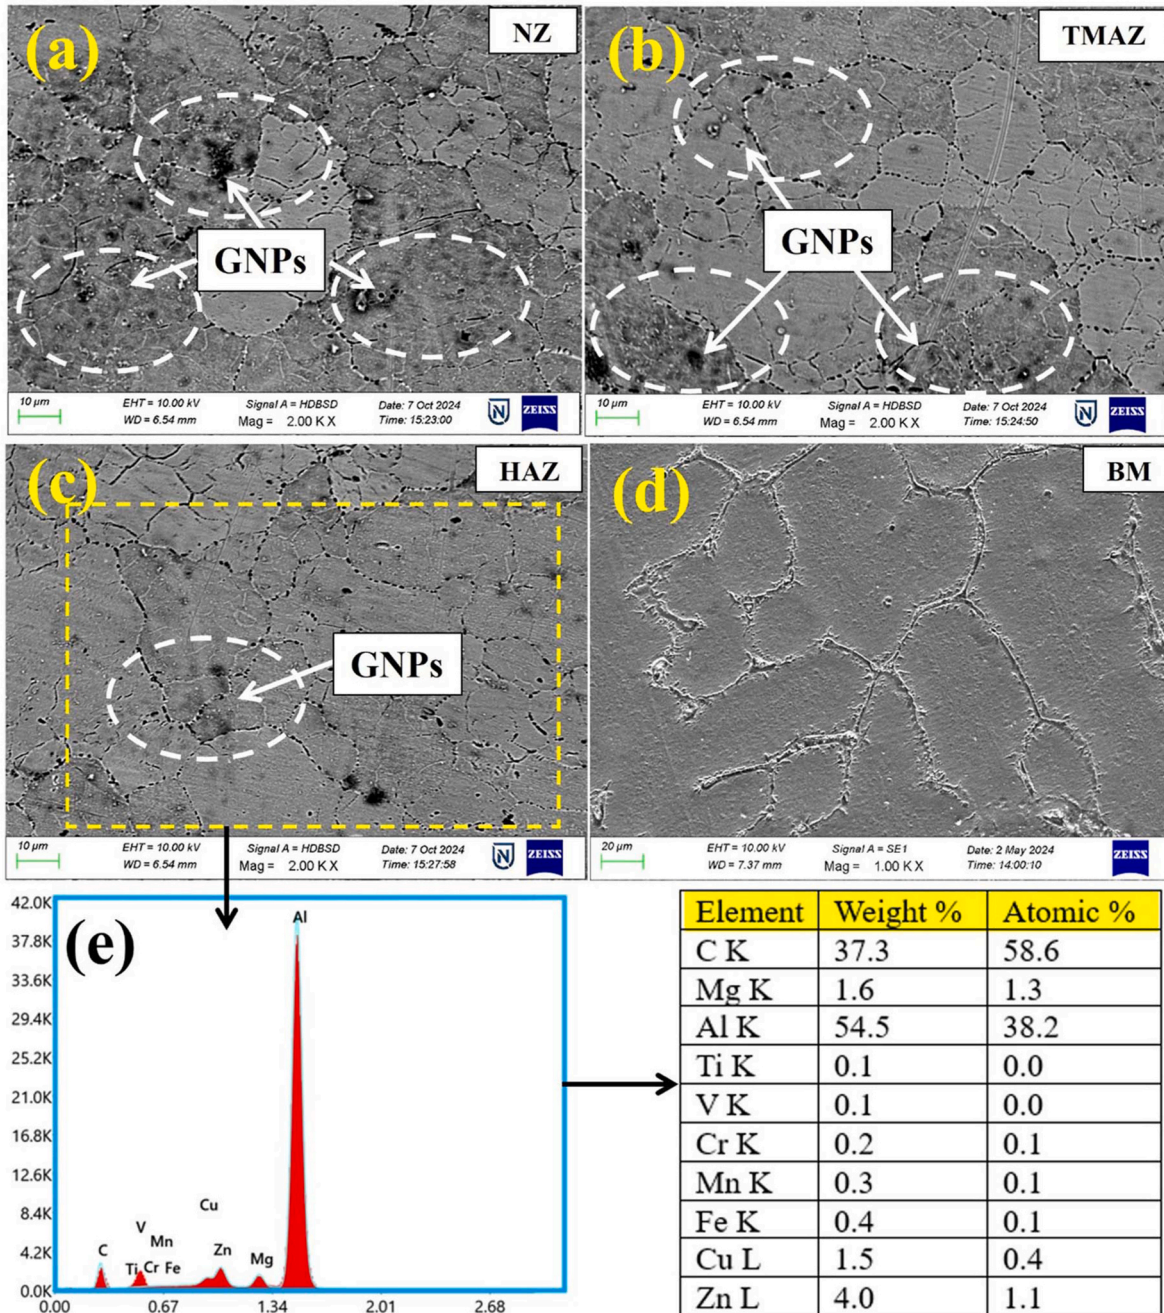 (a)
NZ
GNPs
10 µm
EHT = 10.00 kV
WD = 6.54 mm
Signal A = HDBSD
Mag = 2.00 K X
Date: 7 Oct 2024
Time: 15:23:00
N
ZEISS
(b)
TMAZ
GNPs
10 µm
EHT = 10.00 kV
WD = 6.54 mm
Signal A = HDBSD
Mag = 2.00 K X
Date: 7 Oct 2024
Time: 15:24:50
N
ZEISS
(c)
HAZ
GNPs
10 µm
EHT = 10.00 kV
WD = 6.54 mm
Signal A = HDBSD
Mag = 2.00 K X
Date: 7 Oct 2024
Time: 15:27:58
N
ZEISS
(d)
BM
20 µm
EHT = 10.00 kV
WD = 7.37 mm
Signal A = SE1
Mag = 1.00 K X
Date: 2 May 2024
Time: 14:00:10
ZEISS
(e)
42.0K
37.8K
33.6K
29.4K
25.2K
21.0K
16.8K
12.6K
8.4K
4.2K
0.0K
0.00 0.67 1.34 2.01 2.68
C
Ti
V
Cr
Mn
Fe
Cu
Zn
Mg
Al
Element Weight % Atomic %
C K 37.3 58.6
Mg K 1.6 1.3
Al K 54.5 38.2
Ti K 0.1 0.0
V K 0.1 0.0
Cr K 0.2 0.1
Mn K 0.3 0.1
Fe K 0.4 0.1
Cu L 1.5 0.4
Zn L 4.0 1.1